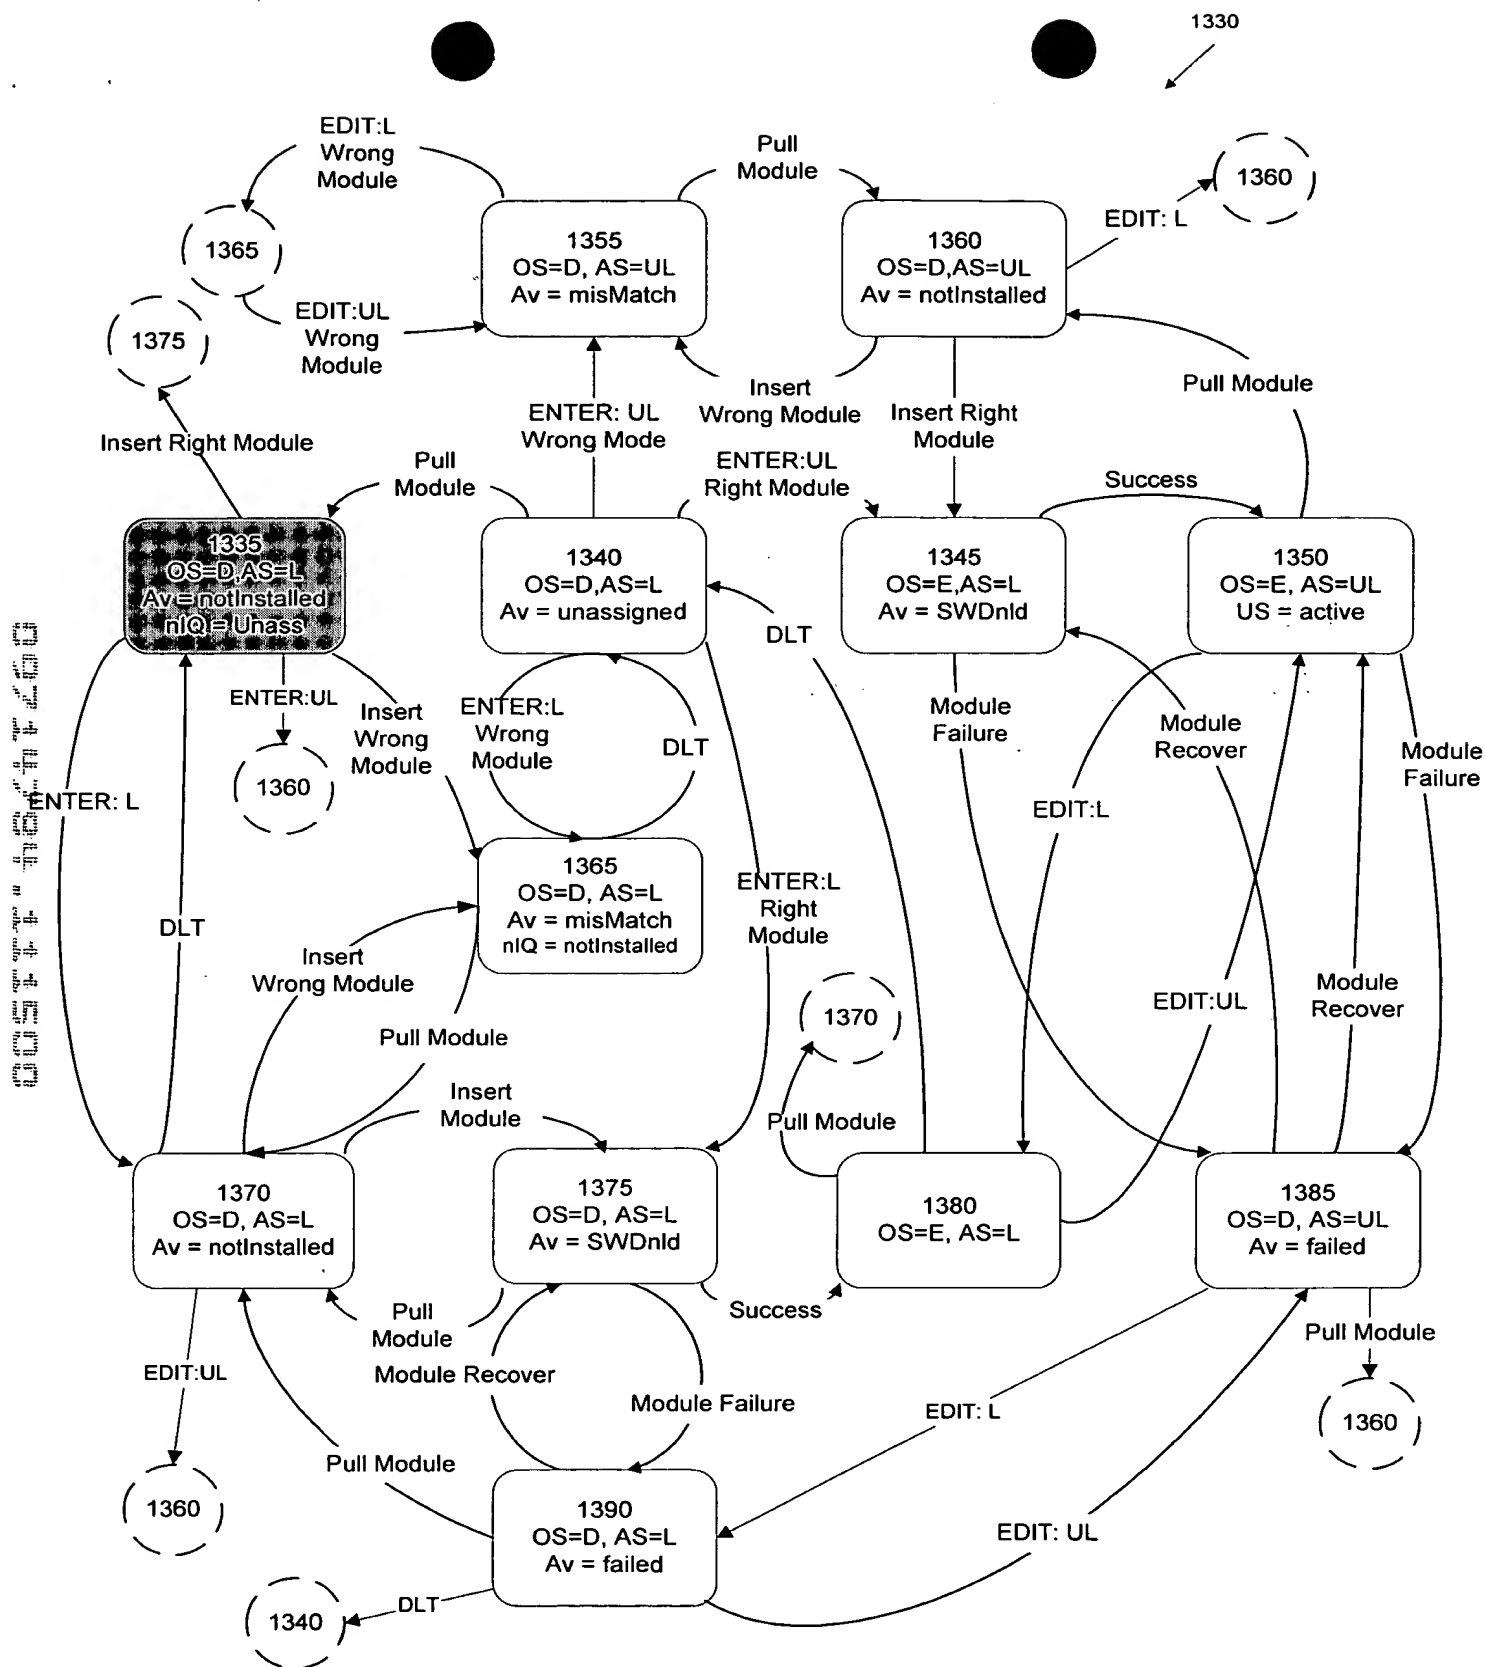 1330
EDIT:L
Wrong
Module
Pull
Module
1360
EDIT: L
1365
1355
OS=D, AS=UL
Av = misMatch
1360
OS=D,AS=UL
Av = notInstalled
EDIT:UL
Wrong
Module
1375
Insert Right Module
ENTER: UL
Wrong Mode
Insert
Wrong Module
Insert Right
Module
Pull Module
Pull
Module
ENTER:UL
Right Module
Success
1335
OS=D,AS=L
Av = notInstalled
nIQ = Unass
1340
OS=D,AS=L
Av = unassigned
1345
OS=E,AS=L
Av = SWDnld
1350
OS=E, AS=UL
US = active
DLT
ENTER:UL
1360
Insert
Wrong
Module
ENTER:L
Wrong
Module
DLT
Module
Failure
Module
Recover
Module
Failure
ENTER: L
EDIT:L
1365
OS=D, AS=L
Av = misMatch
nIQ = notInstalled
ENTER:L
Right
Module
DLT
Insert
Wrong Module
Pull Module
1370
EDIT:UL
Module
Recover
Insert
Module
Pull Module
1370
OS=D, AS=L
Av = notInstalled
1375
OS=D, AS=L
Av = SWDnld
1380
OS=E, AS=L
1385
OS=D, AS=UL
Av = failed
Pull
Module
Success
Pull Module
EDIT:UL
Module Recover
Module Failure
EDIT: L
1360
Pull Module
1360
1390
OS=D, AS=L
Av = failed
EDIT: UL
DLT
1340